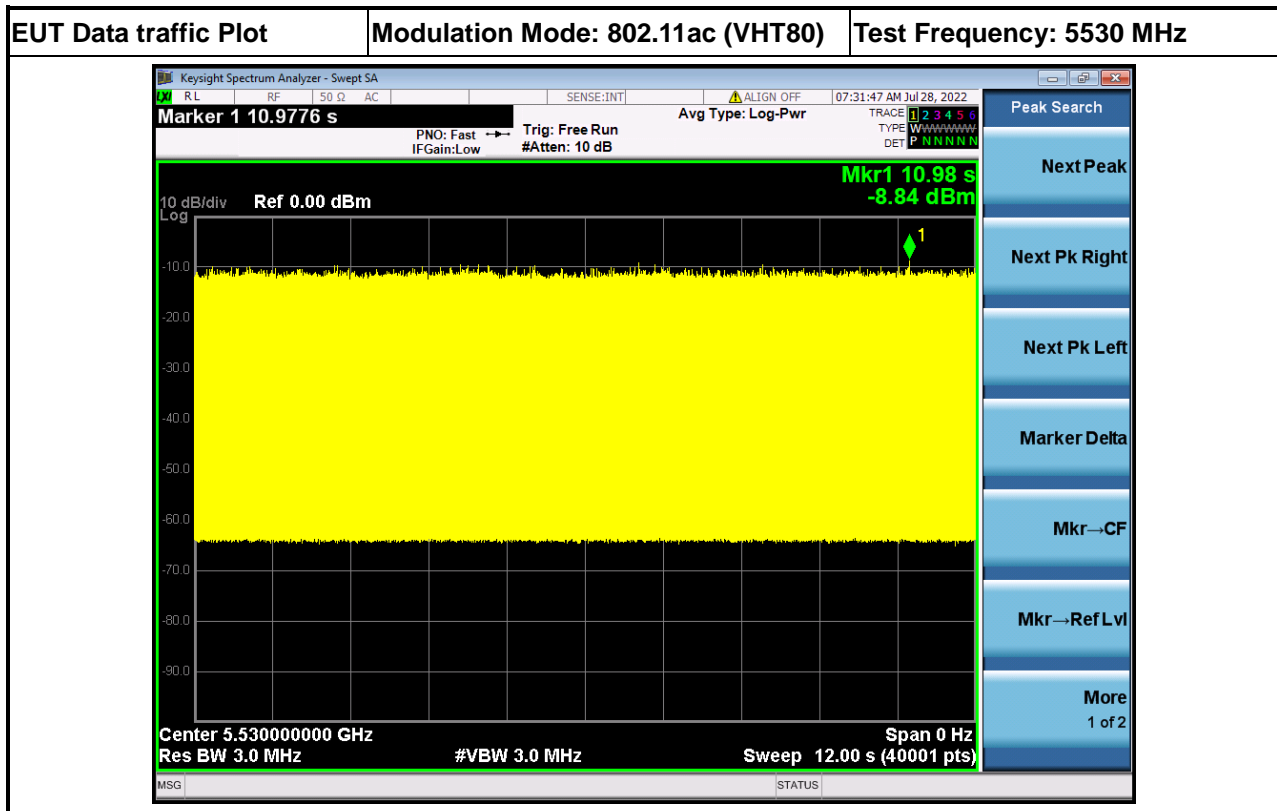 EUT Data traffic Plot Modulation Mode: 802.11ac (VHT80) Test Frequency: 5530 MHz
Keysight Spectrum Analyzer - Swept SA
LXI RL RF 50 Ω AC SENSE:INT ALIGN OFF 07:31:47 AM Jul 28, 2022
Marker 1 10.9776 s
PNO: Fast
IFGain:Low
Trig: Free Run
#Atten: 10 dB
Avg Type: Log-Pwr
TRACE 1 2 3 4 5 6
TYPE WWWWWW
DET P N N N N N
Mkr1 10.98 s
-8.84 dBm
10 dB/div Ref 0.00 dBm
Log
1
-10.0
-20.0
-30.0
-40.0
-50.0
-60.0
-70.0
-80.0
-90.0
Center 5.530000000 GHz Span 0 Hz
Res BW 3.0 MHz #VBW 3.0 MHz Sweep 12.00 s (40001 pts)
MSG STATUS
Peak Search
Next Peak
Next Pk Right
Next Pk Left
Marker Delta
Mkr→CF
Mkr→Ref Lvl
More
1 of 2